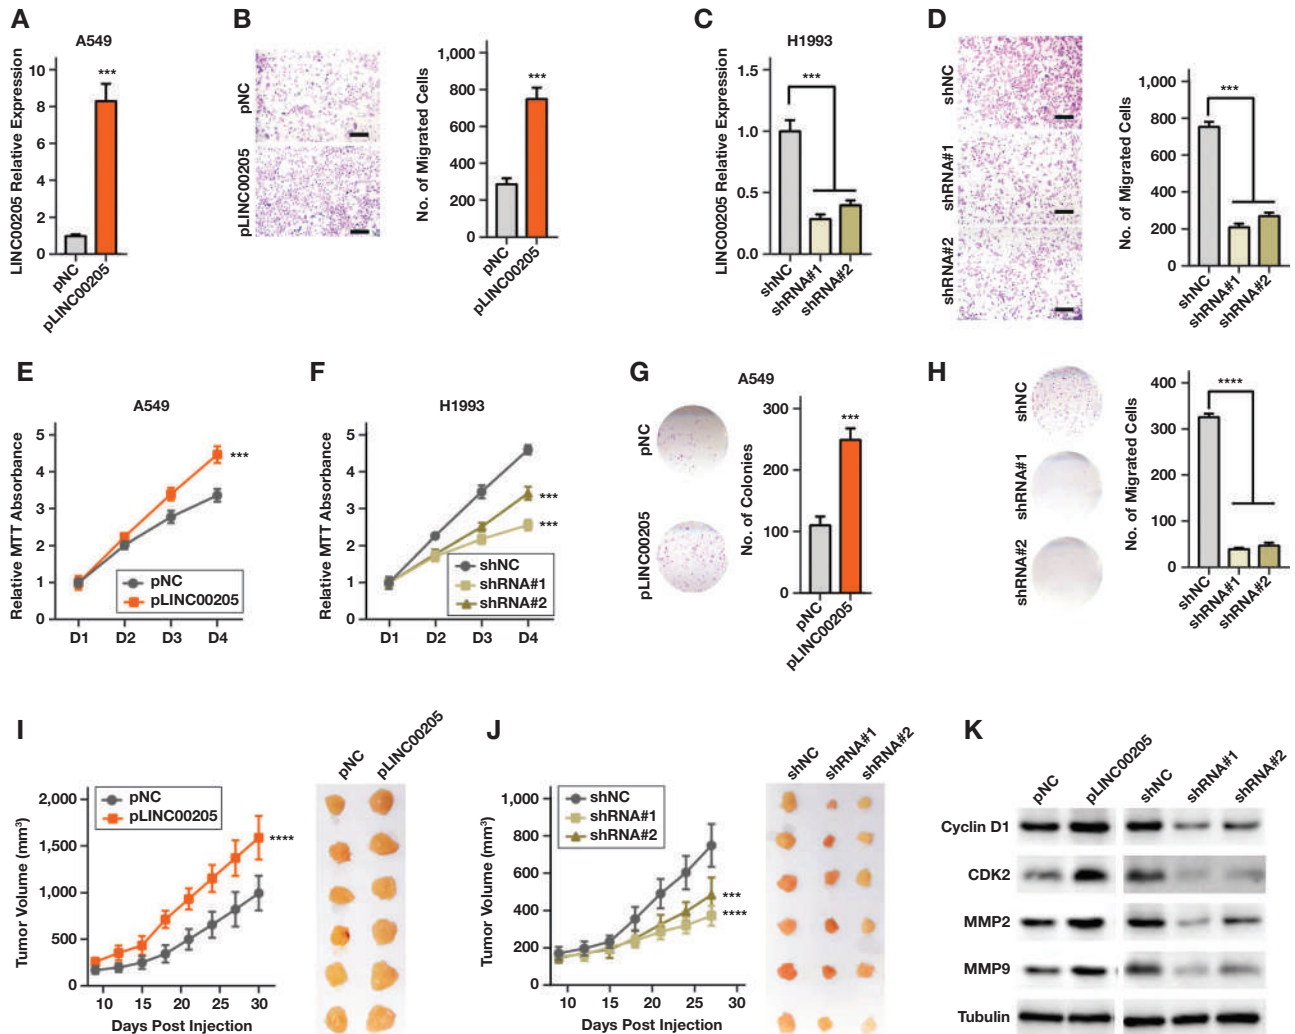 A
A549
LINC00205 Relative Expression
10
8
6
4
2
0
***
pNC
pLINC00205
B
pNC
pLINC00205
No. of Migrated Cells
1,000
800
600
400
200
0
***
pNC
pLINC00205
C
H1993
LINC00205 Relative Expression
1.5
1.0
0.5
0.0
***
shNC
shRNA#1
shRNA#2
D
shNC
shRNA#1
shRNA#2
No. of Migrated Cells
1,000
800
600
400
200
0
***
shNC
shRNA#1
shRNA#2
E
A549
Relative MTT Absorbance
5
4
3
2
1
0
***
pNC
pLINC00205
D1 D2 D3 D4
F
H1993
Relative MTT Absorbance
5
4
3
2
1
0
***
***
shNC
shRNA#1
shRNA#2
D1 D2 D3 D4
G
A549
pNC
pLINC00205
No. of Colonies
300
200
100
0
***
pNC
pLINC00205
H
shNC
shRNA#1
shRNA#2
No. of Migrated Cells
400
300
200
100
0
****
shNC
shRNA#1
shRNA#2
I
Tumor Volume (mm³)
2,000
1,500
1,000
500
0
pNC
pLINC00205
****
10 15 20 25 30
Days Post Injection
pNC
pLINC00205
J
Tumor Volume (mm³)
1,000
800
600
400
200
0
shNC
shRNA#1
shRNA#2
***
****
10 15 20 25 30
Days Post Injection
shNC
shRNA#1
shRNA#2
K
pNC
pLINC00205
shNC
shRNA#1
shRNA#2
Cyclin D1
CDK2
MMP2
MMP9
Tubulin